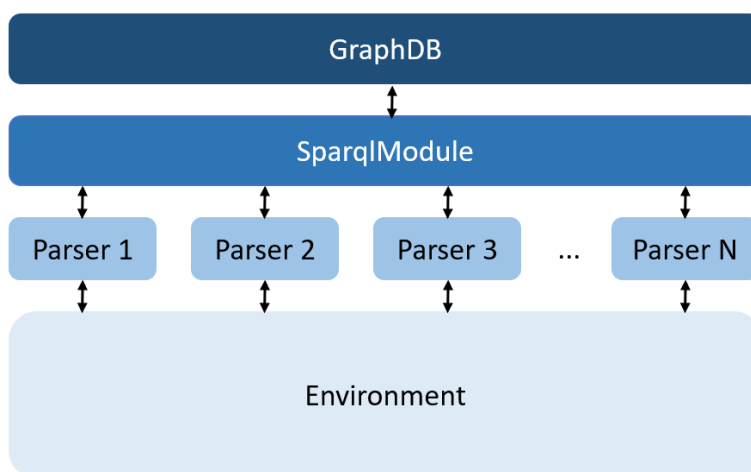 GraphDB
SparqlModule
Parser 1 Parser 2 Parser 3 ... Parser N
Environment